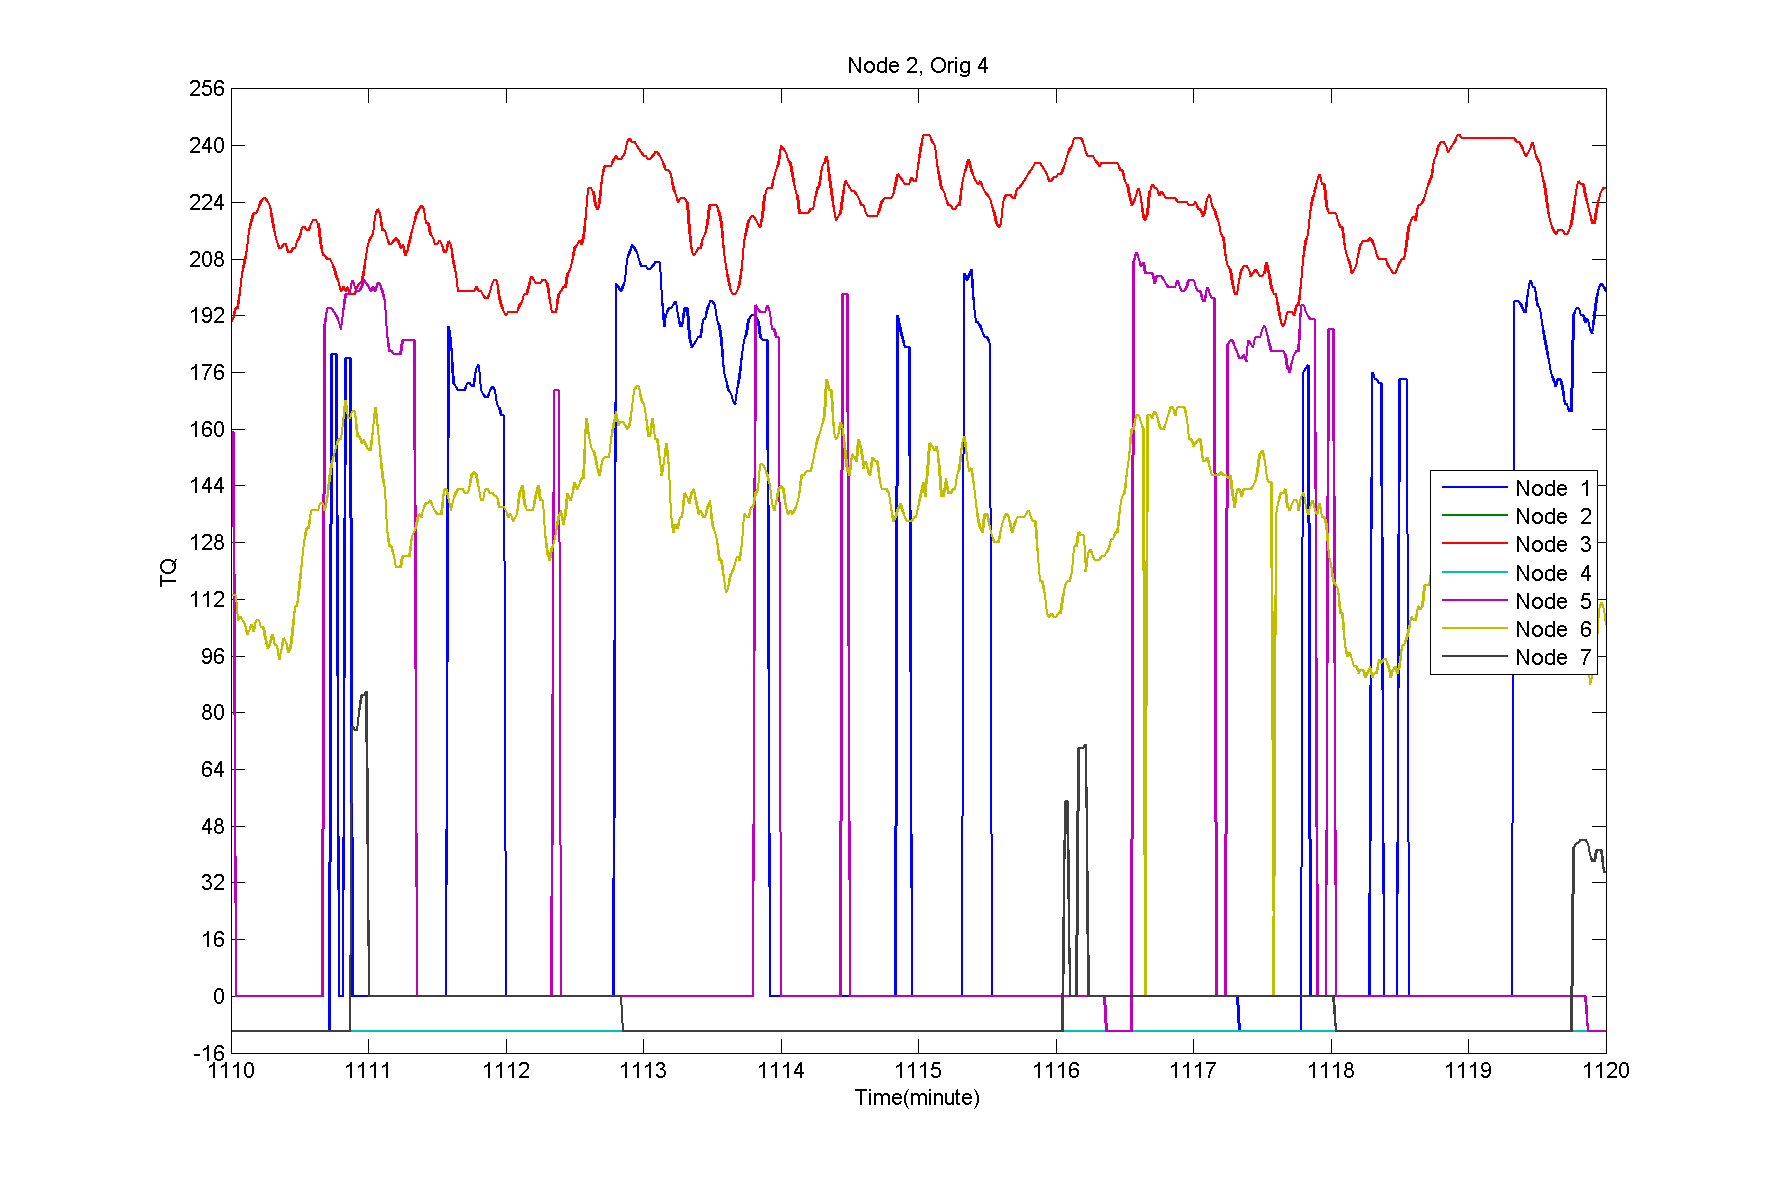 Node 2, Orig 4
256
240
224
208
192
176
160
144
128
112
96
80
64
48
32
16
0
-16
TQ
Node 1
Node 2
Node 3
Node 4
Node 5
Node 6
Node 7
1110 1111 1112 1113 1114 1115 1116 1117 1118 1119 1120
Time(minute)